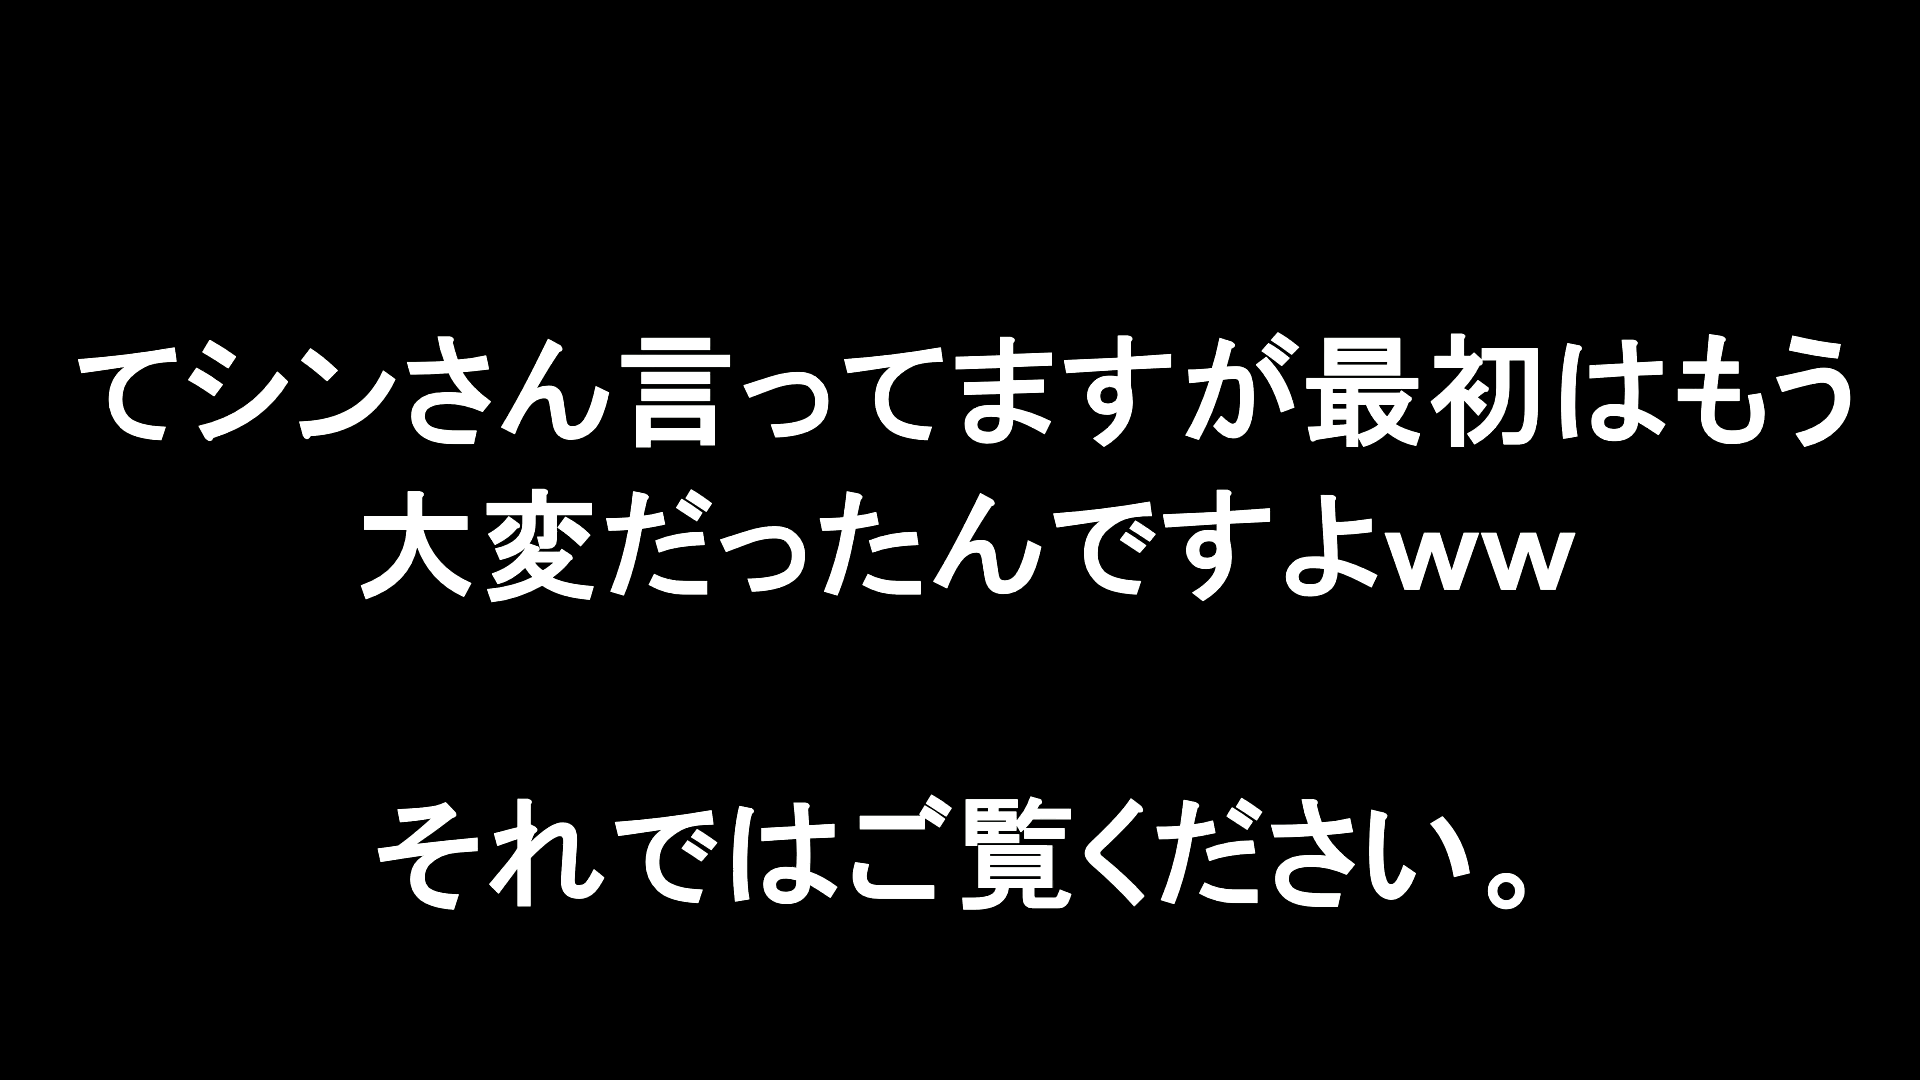 てシンさん言ってますが最初はもう
大変だったんですよww
それではご覧ください。